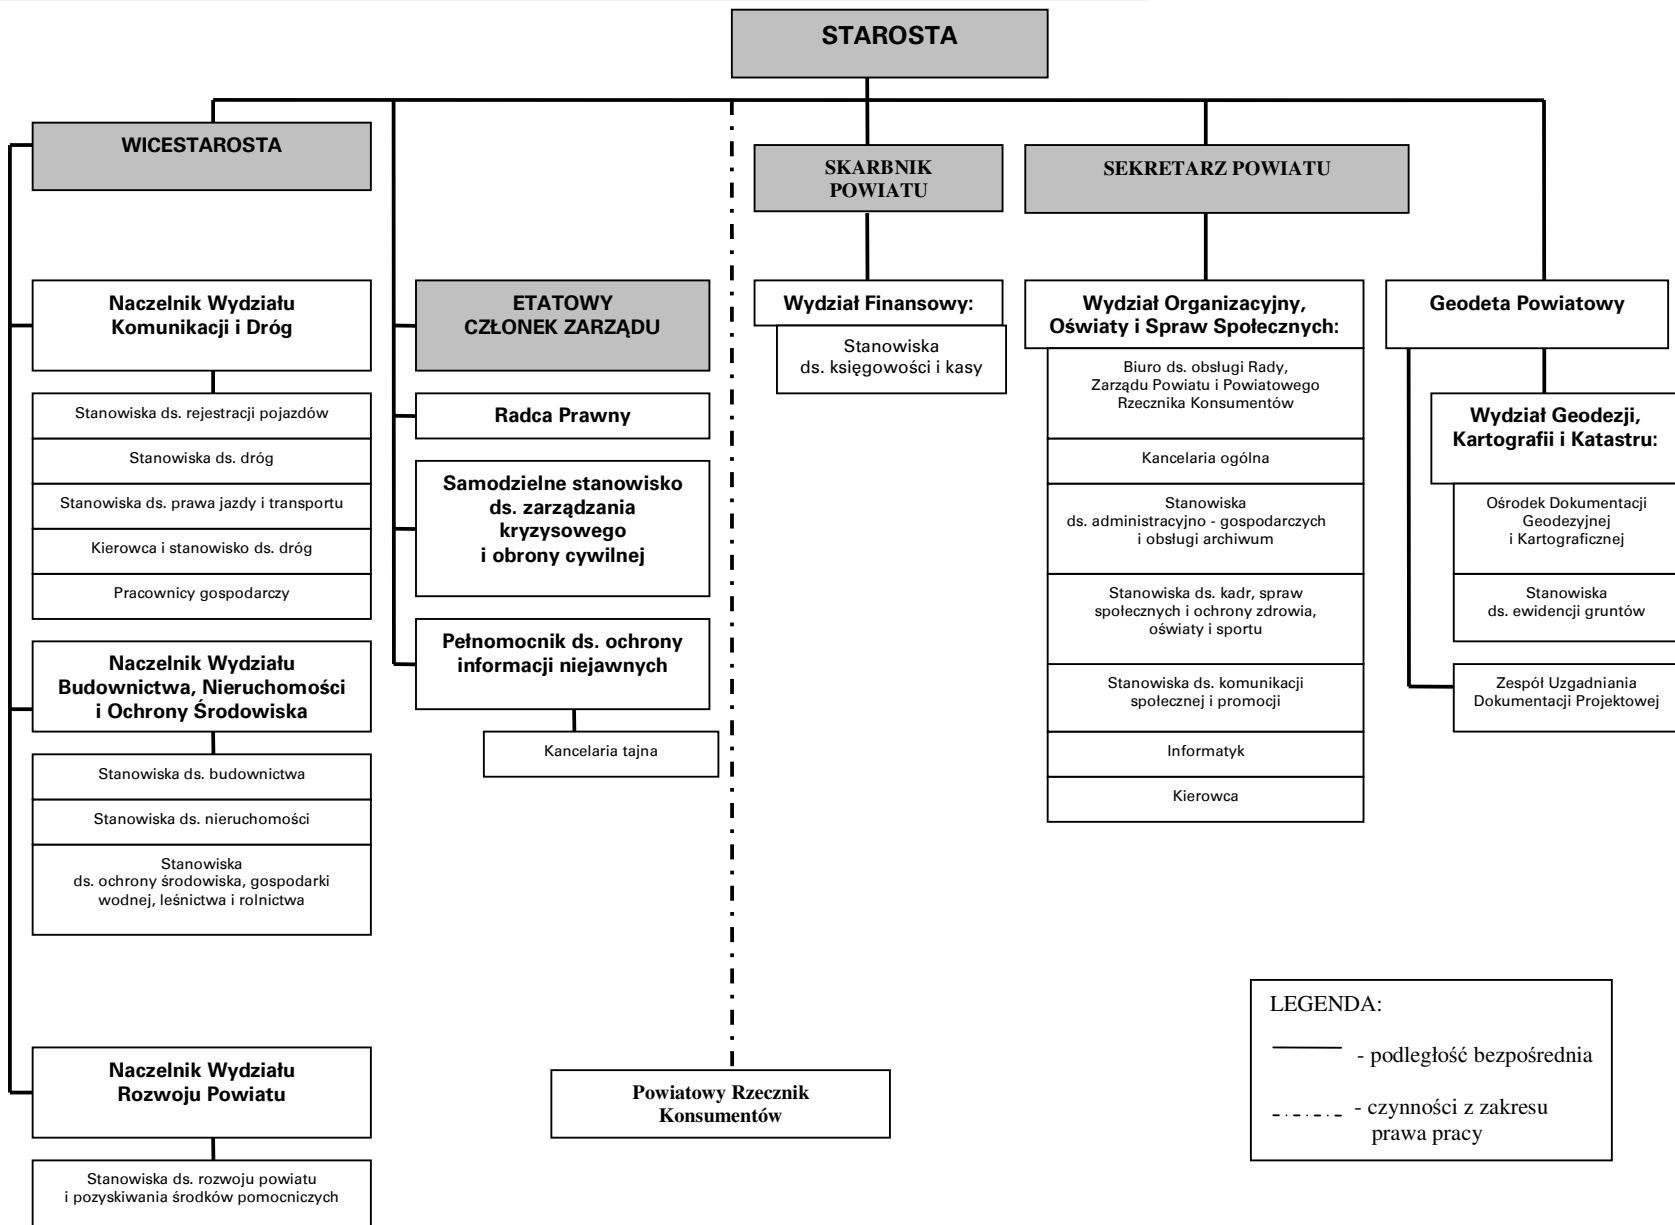 STAROSTA
WICESTAROSTA
Naczelnik Wydziału
Komunikacji i Dróg
Stanowiska ds. rejestracji pojazdów
Stanowiska ds. dróg
Stanowiska ds. prawa jazdy i transportu
Kierowca i stanowisko ds. dróg
Pracownicy gospodarczy
Naczelnik Wydziału
Budownictwa, Nieruchomości
i Ochrony Środowiska
Stanowiska ds. budownictwa
Stanowiska ds. nieruchomości
Stanowiska
ds. ochrony środowiska, gospodarki
wodnej, leśnictwa i rolnictwa
Naczelnik Wydziału
Rozwoju Powiatu
Stanowiska ds. rozwoju powiatu
i pozyskiwania środków pomocniczych
ETATOWY
CZŁONEK ZARZĄDU
Radca Prawny
Samodzielne stanowisko
ds. zarządzania
kryzysowego
i obrony cywilnej
Pełnomocnik ds. ochrony
informacji niejawnych
Kancelaria tajna
Powiatowy Rzecznik
Konsumentów
SKARBNIK
POWIATU
Wydział Finansowy:
Stanowiska
ds. księgowości i kasy
SEKRETARZ POWIATU
Wydział Organizacyjny,
Oświaty i Spraw Społecznych:
Biuro ds. obsługi Rady,
Zarządu Powiatu i Powiatowego
Rzecznika Konsumentów
Kancelaria ogólna
Stanowiska
ds. administracyjno - gospodarczych
i obsługi archiwum
Stanowiska ds. kadr, spraw
społecznych i ochrony zdrowia,
oświaty i sportu
Stanowiska ds. komunikacji
społecznej i promocji
Informatyk
Kierowca
Geodeta Powiatowy
Wydział Geodezji,
Kartografii i Katastru:
Ośrodek Dokumentacji
Geodezyjnej
i Kartograficznej
Stanowiska
ds. ewidencji gruntów
Zespół Uzgadniania
Dokumentacji Projektowej
LEGENDA:
- podległość bezpośrednia
- czynności z zakresu
prawa pracy